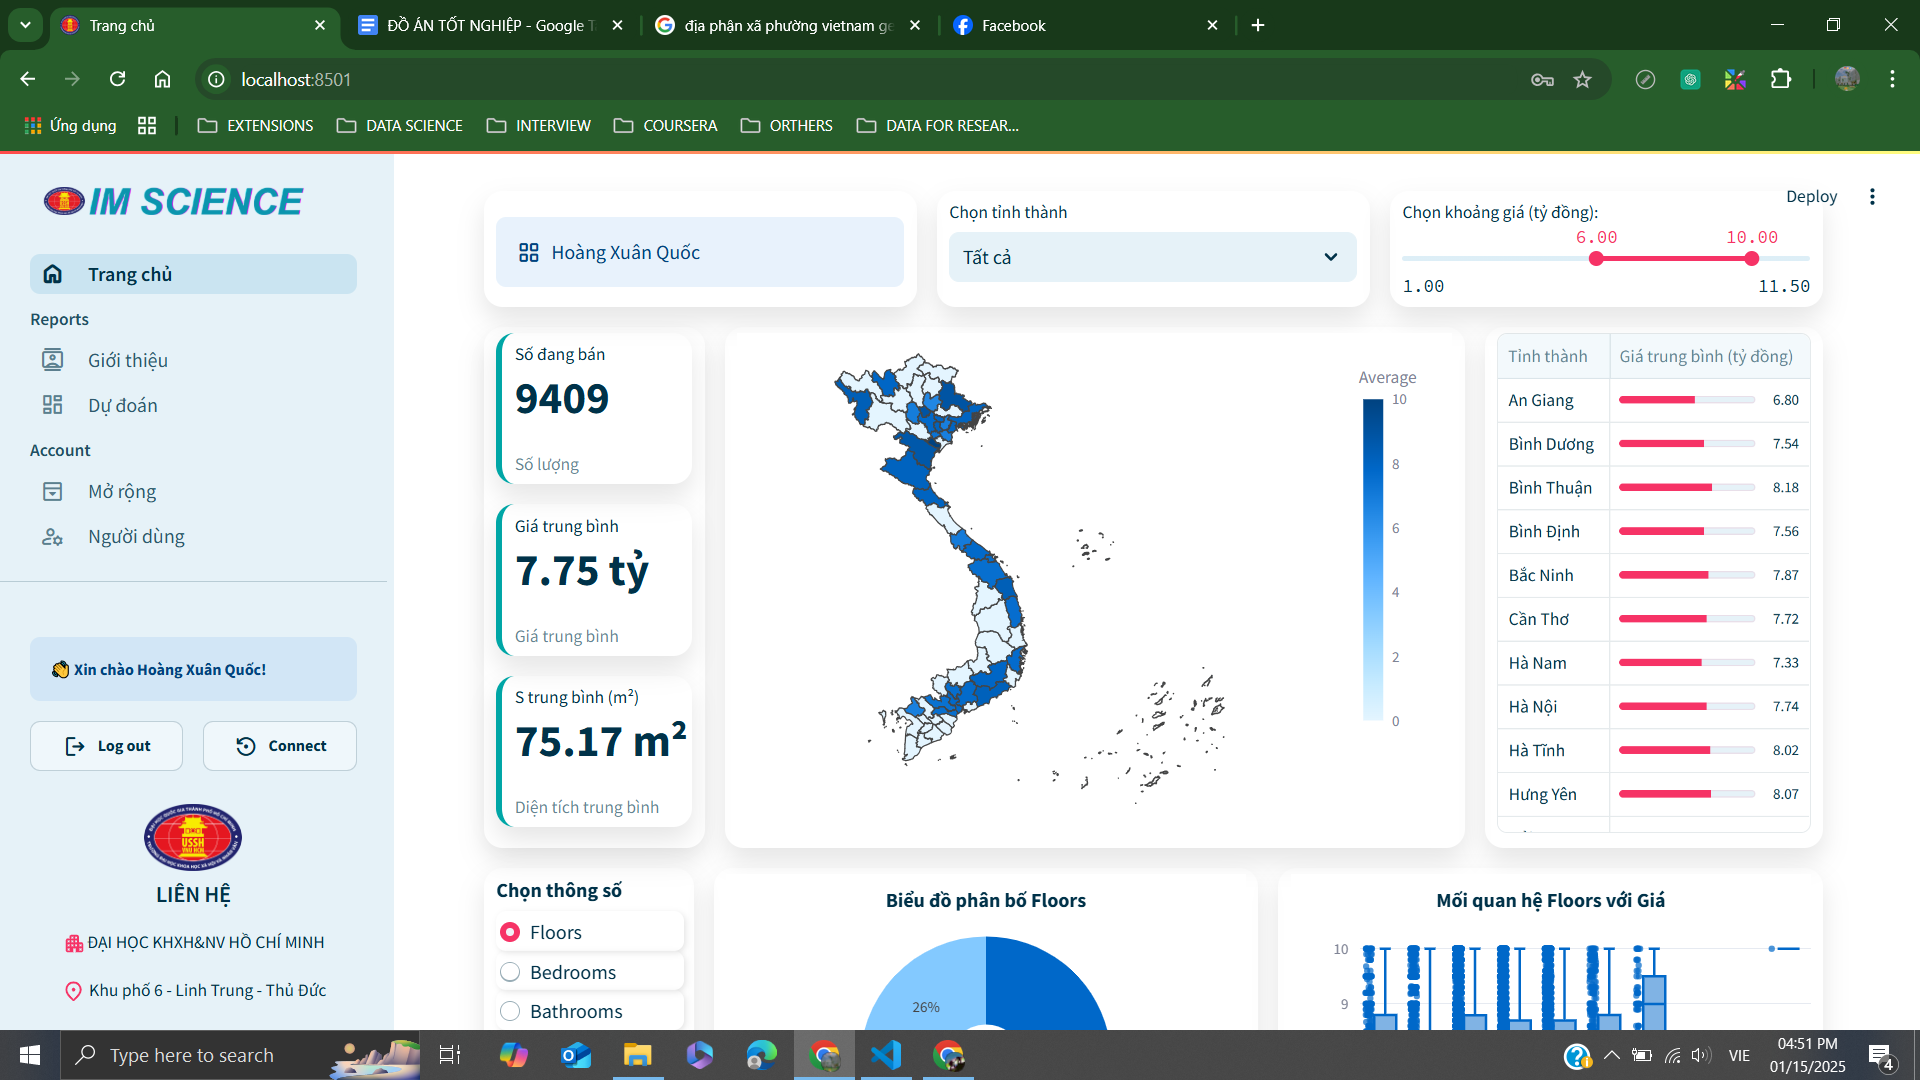 Trang chủ
ĐỒ ÁN TỐT NGHIỆP - Google T
địa phận xã phường vietnam ge
Facebook
localhost:8501
Ứng dụng
EXTENSIONS
DATA SCIENCE
INTERVIEW
COURSERA
ORTHERS
DATA FOR RESEAR...
IM SCIENCE
Trang chủ
Reports
Giới thiệu
Dự đoán
Account
Mở rộng
Người dùng
Xin chào Hoàng Xuân Quốc!
Log out
Connect
USSH
LIÊN HỆ
ĐẠI HỌC KHXH&NV HỒ CHÍ MINH
Khu phố 6 - Linh Trung - Thủ Đức
Deploy
Hoàng Xuân Quốc
Chọn tỉnh thành
Tất cả
Chọn khoảng giá (tỷ đồng):
6.00
10.00
1.00
11.50
Số đang bán
9409
Số lượng
Giá trung bình
7.75 tỷ
Giá trung bình
S trung bình (m²)
75.17 m²
Diện tích trung bình
Average
10
8
6
4
2
0
Tỉnh thành
Giá trung bình (tỷ đồng)
An Giang
6.80
Bình Dương
7.54
Bình Thuận
8.18
Bình Định
7.56
Bắc Ninh
7.87
Cần Thơ
7.72
Hà Nam
7.33
Hà Nội
7.74
Hà Tĩnh
8.02
Hưng Yên
8.07
Chọn thông số
Floors
Bedrooms
Bathrooms
Biểu đồ phân bố Floors
26%
Mối quan hệ Floors với Giá
10
9
Type here to search
VIE
04:51 PM
01/15/2025
4